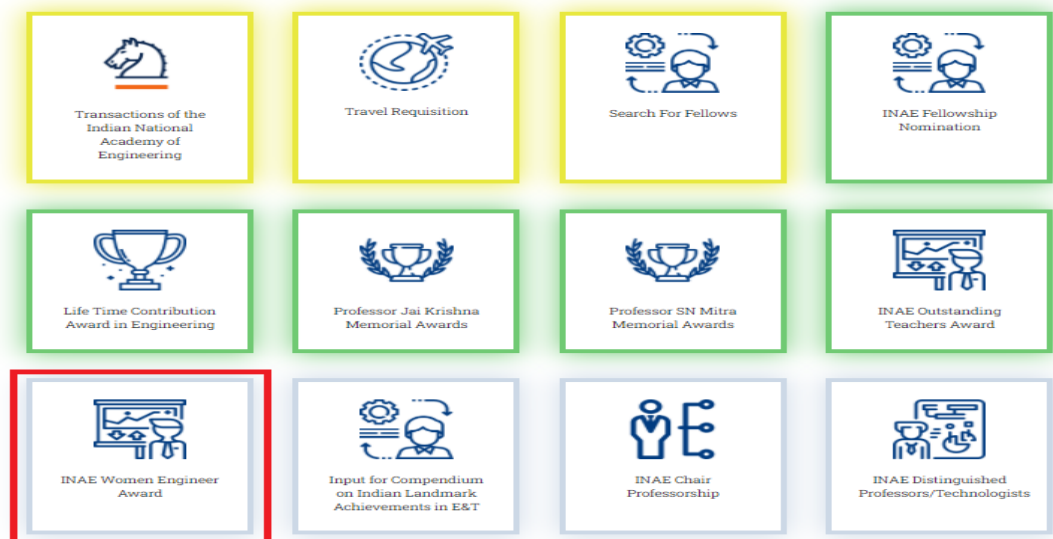 Transactions of the
Indian National
Academy of
Engineering
Travel Requisition
Search For Fellows
INAE Fellowship
Nomination
Life Time Contribution
Award in Engineering
Professor Jai Krishna
Memorial Awards
Professor SN Mitra
Memorial Awards
INAE Outstanding
Teachers Award
INAE Women Engineer
Award
Input for Compendium
on Indian Landmark
Achievements in E&T
INAE Chair
Professorship
INAE Distinguished
Professors/Technologists